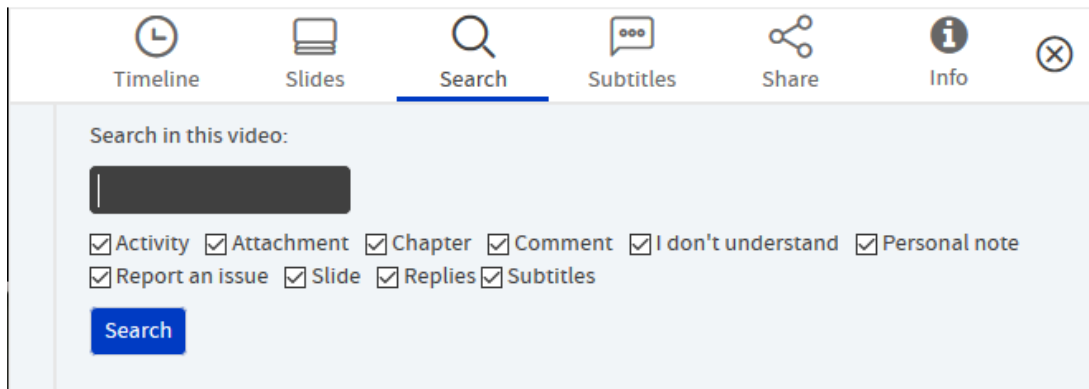 Timeline Slides Search Subtitles Share Info
Search in this video:
Activity Attachment Chapter Comment I don't understand Personal note
Report an issue Slide Replies Subtitles
Search